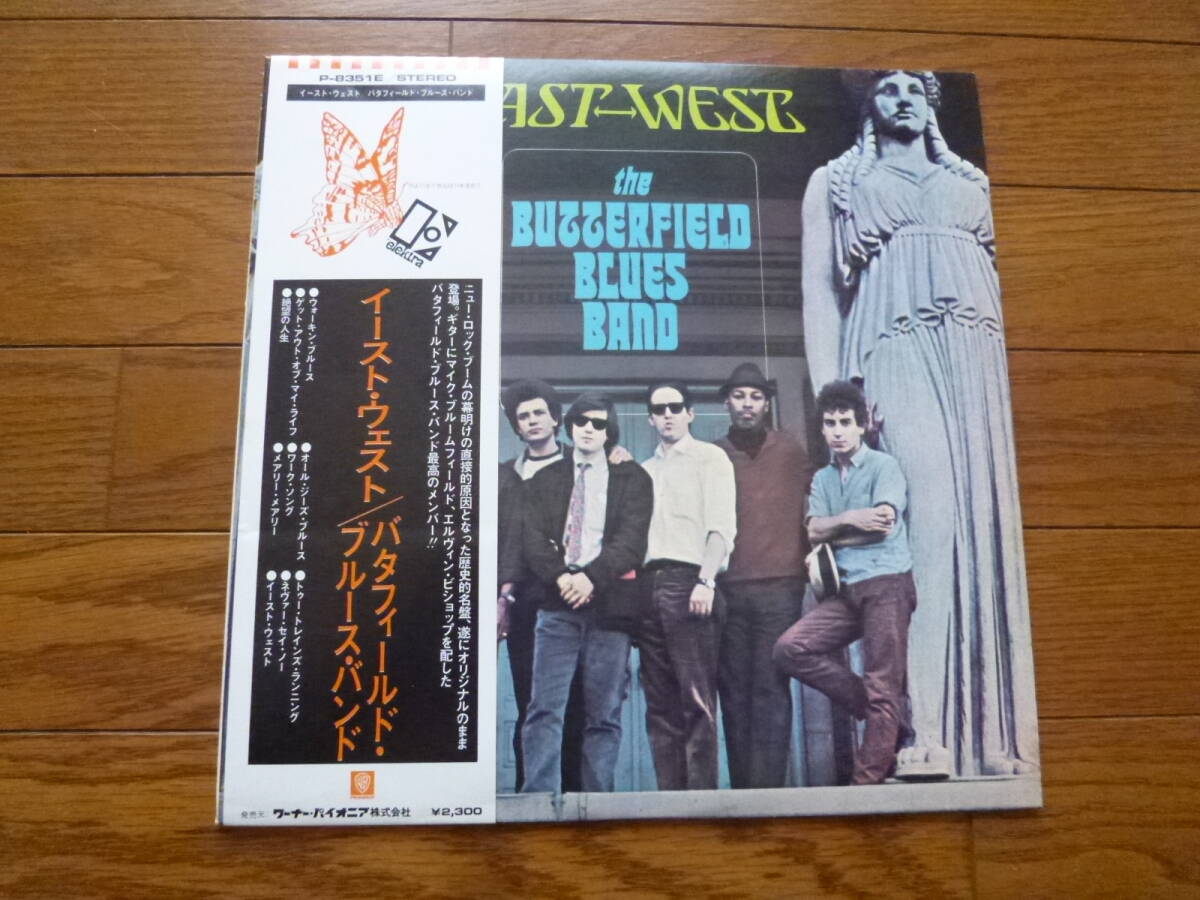 P-8351E STEREO
イースト・ウェスト バタフィールド・ブルース・バンド
elektra
ニュー・ロック・ブームの幕明けの直接的原因となった歴史的名盤、遂にオリジナルのまま
登場。ギターにマイク・ブルームフィールド、エルヴィン・ビショップを配した
バタフィールド・ブルース・バンド最高のメンバー!!
イースト・ウェスト/バタフィールド・
ブルース・バンド
●ウォーキン・ブルース
●ゲット・アウト・オブ・マイ・ライフ
●絶望の人生
●オール・ジーズ・ブルース
●ワーク・ソング
●メアリー・メアリー
●トゥー・トレインズ・ランニング
●ネヴァー・セイ・ノー
●イースト・ウェスト
発売元 ワーナー・パイオニア株式会社 ¥2,300
AST↔WEST
the
BUTTERFIELD
BLUES
BAND